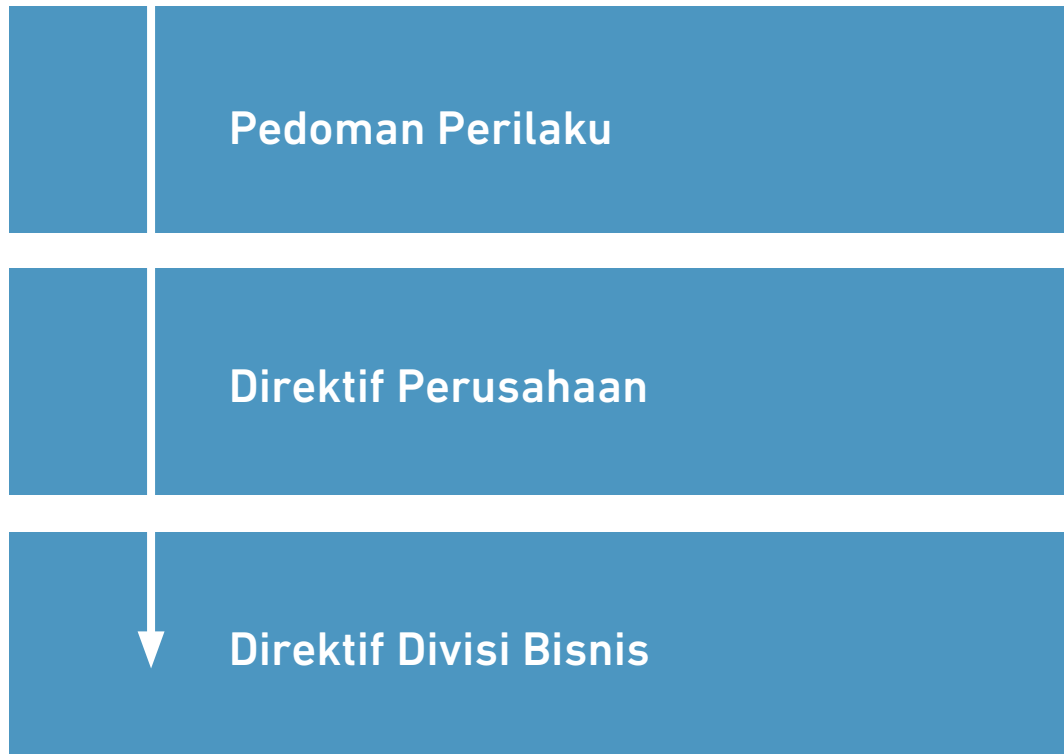 Pedoman Perilaku
Direktif Perusahaan
Direktif Divisi Bisnis